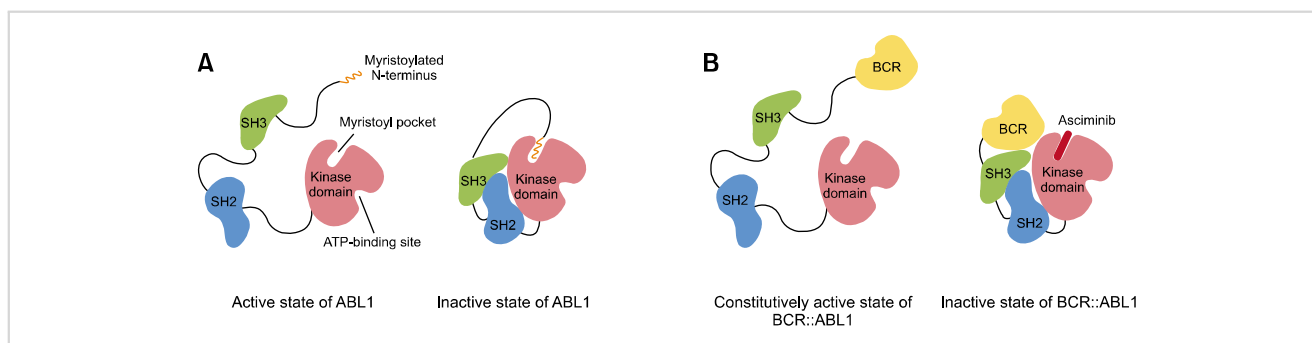 A
Myristoylated
N-terminus
SH3
Myristoyl pocket
Kinase
domain
SH2
ATP-binding site
Active state of ABL1
SH3
Kinase
domain
SH2
Inactive state of ABL1
B
BCR
SH3
Kinase
domain
SH2
Constitutively active state of
BCR::ABL1
BCR
Asciminib
SH3
Kinase
domain
SH2
Inactive state of BCR::ABL1